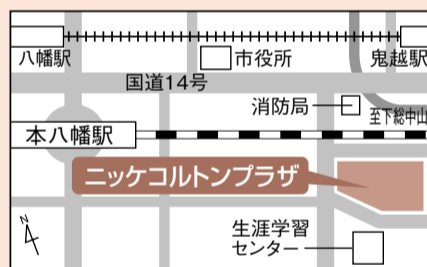 八幡駅
市役所
鬼越駅
国道14号
消防局
至下総中山
本八幡駅
ニッケコルトンプラザ
生涯学習
センター
N